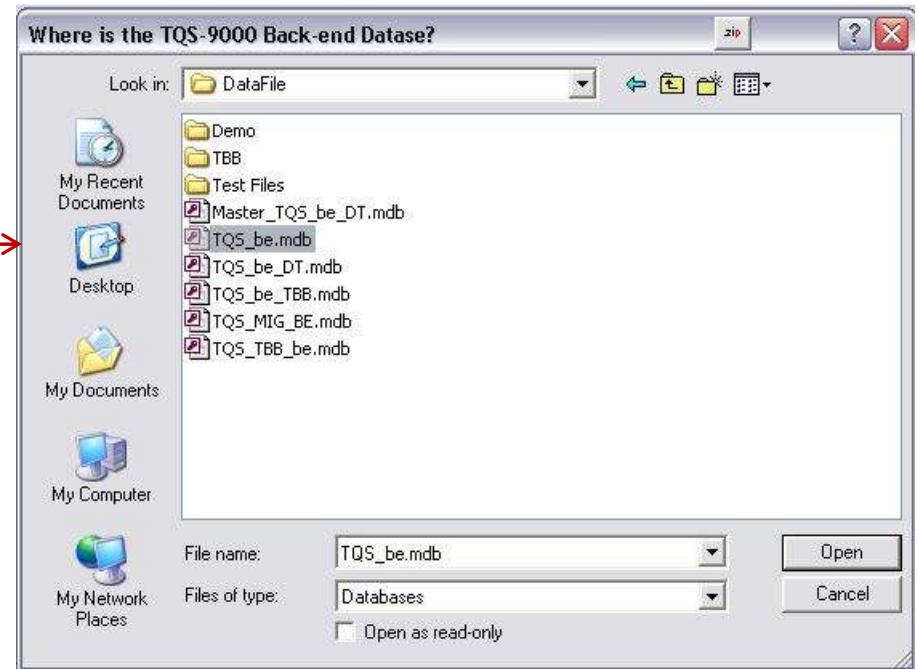 Where is the TQS-9000 Back-end Datase?
zip
Look in:
DataFile
My Recent
Documents
Desktop
My Documents
My Computer
My Network
Places
Demo
TBB
Test Files
Master_TQS_be_DT.mdb
TQS_be.mdb
TQS_be_DT.mdb
TQS_be_TBB.mdb
TQS_MIG_BE.mdb
TQS_TBB_be.mdb
File name:
TQS_be.mdb
Open
Files of type:
Databases
Cancel
Open as read-only